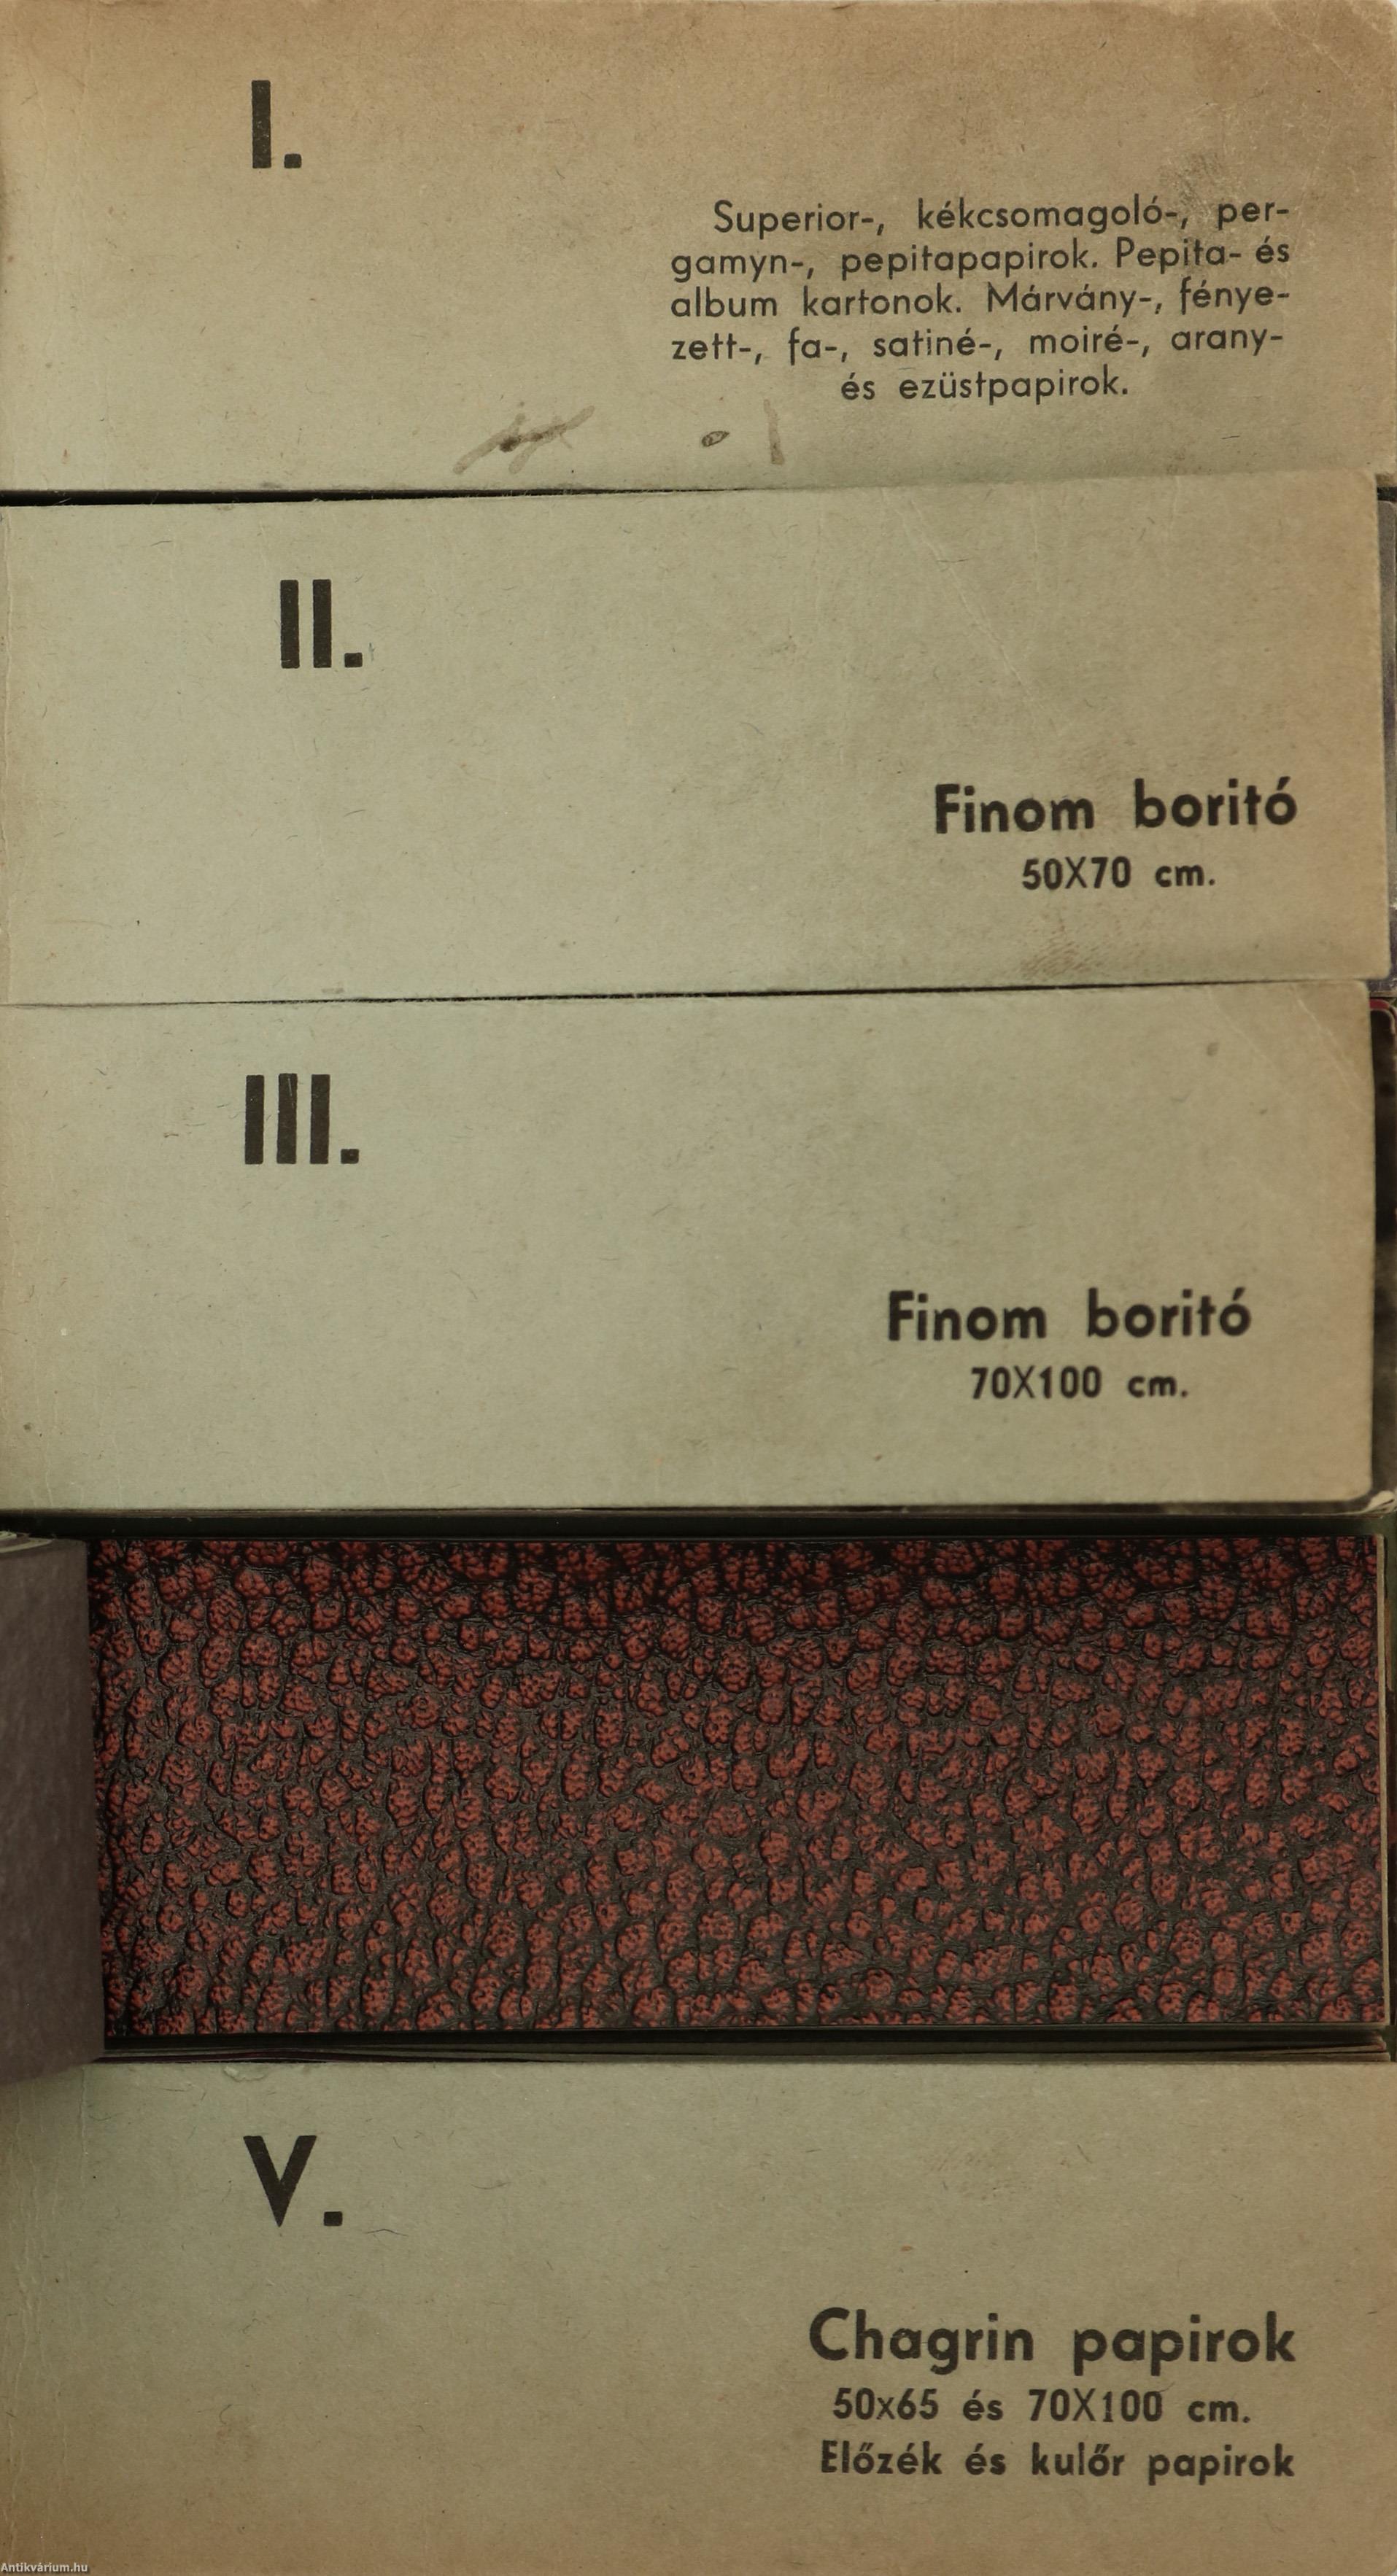 I.
Superior-, kékcsomagoló-, per-
gamyn-, pepitapapirok. Pepita- és
album kartonok. Márvány-, fénye-
zett-, fa-, satiné-, moiré-, arany-
és ezüstpapirok.
II.
Finom boritó
50X70 cm.
III.
Finom boritó
70X100 cm.
V.
Chagrin papirok
50x65 és 70X100 cm.
Előzék és kulőr papirok
Antikvárium.hu